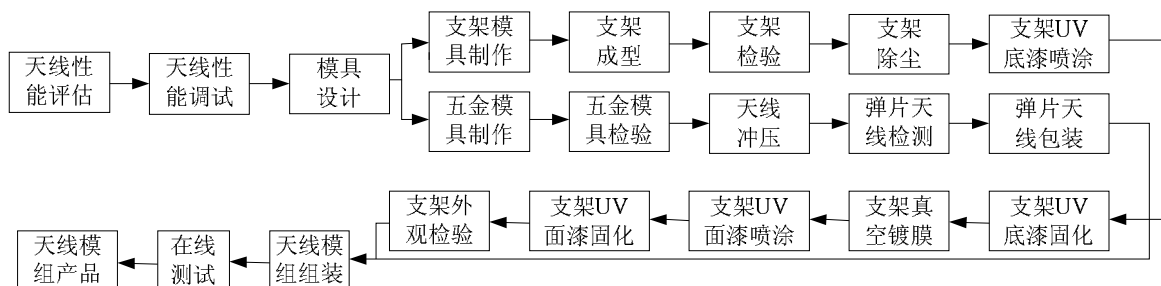 支架模
具制作
支架
成型
支架
检验
支架
除尘
支架UV
底漆喷涂
天线性
能评估
天线性
能调试
模具
设计
五金模
具制作
五金模
具检验
天线
冲压
弹片天
线检测
弹片天
线包装
支架外
观检验
支架UV
面漆固化
支架UV
面漆喷涂
支架真
空镀膜
支架UV
底漆固化
天线模
组产品
在线
测试
天线模
组组装